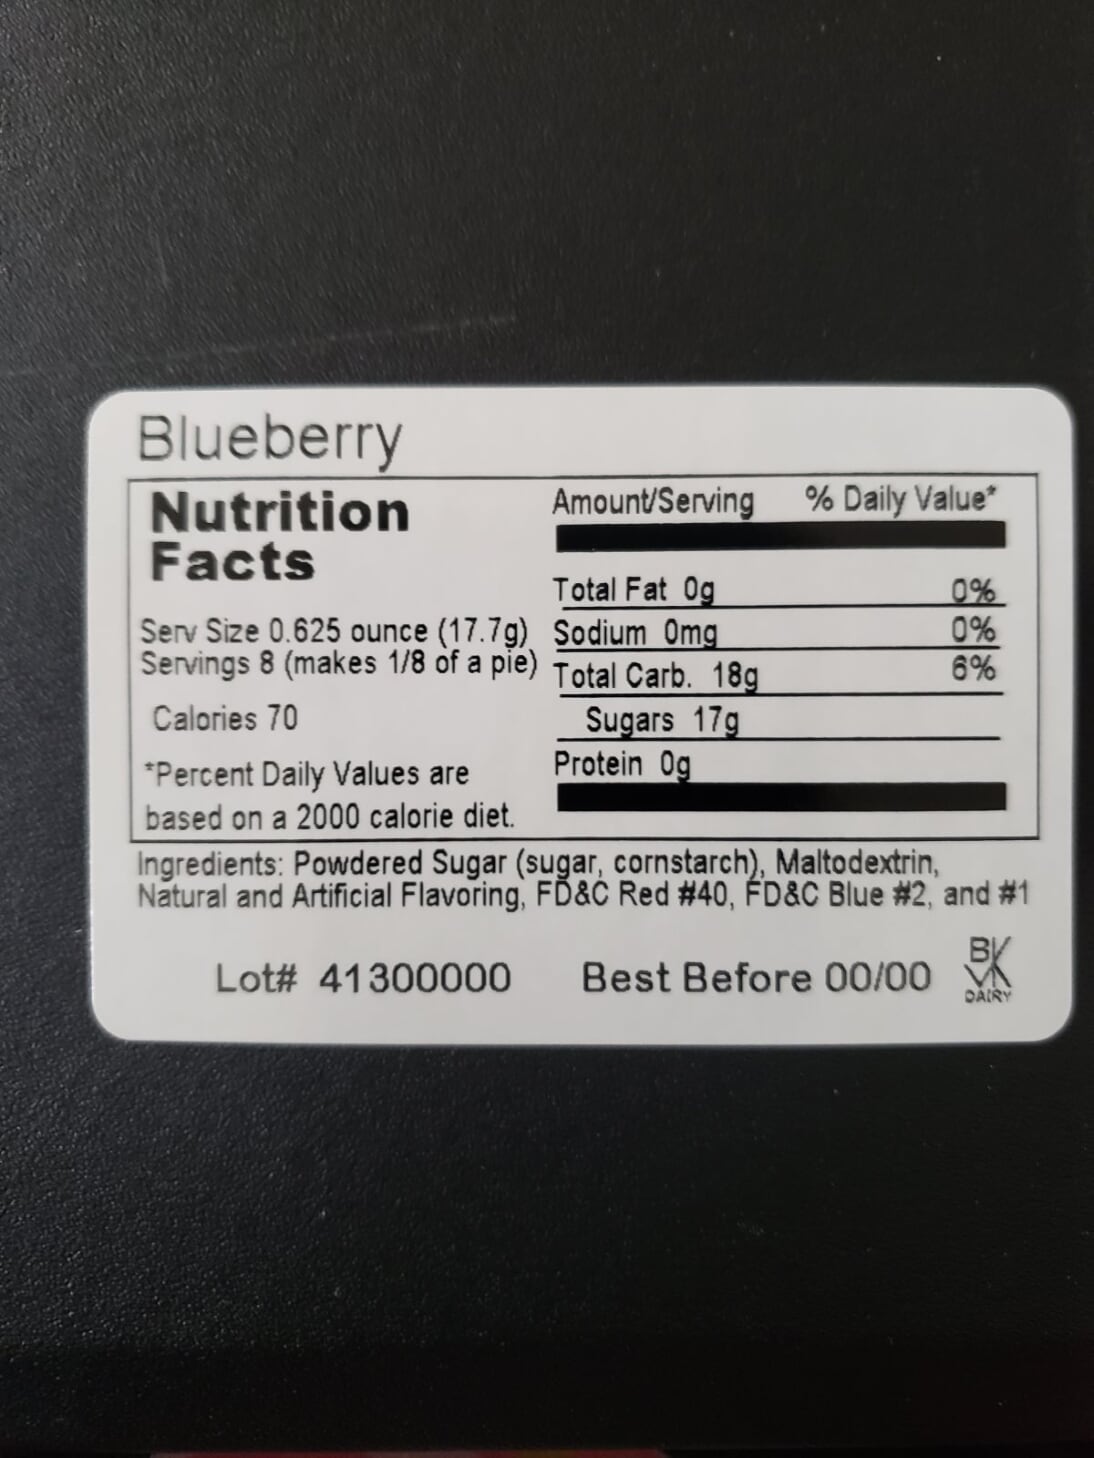 Blueberry
Nutrition
Facts
Serv Size 0.625 ounce (17.7g)
Servings 8 (makes 1/8 of a pie)
Calories 70
*Percent Daily Values are
based on a 2000 calorie diet.
Amount/Serving % Daily Value*
Total Fat 0g 0%
Sodium 0mg 0%
Total Carb. 18g 6%
Sugars 17g
Protein 0g
Ingredients: Powdered Sugar (sugar, cornstarch), Maltodextrin,
Natural and Artificial Flavoring, FD&C Red #40, FD&C Blue #2, and #1
Lot# 41300000 Best Before 00/00
BK
VK
DAIRY